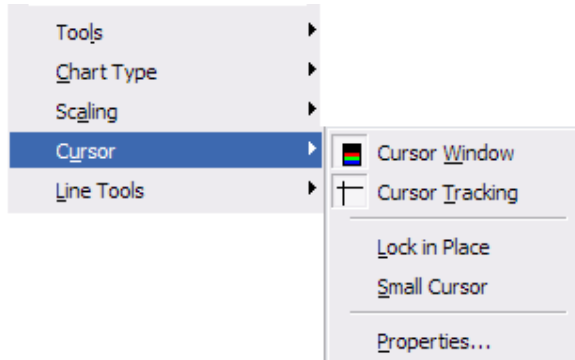 Tools
Chart Type
Scaling
Cursor
Line Tools
Cursor Window
Cursor Tracking
Lock in Place
Small Cursor
Properties...